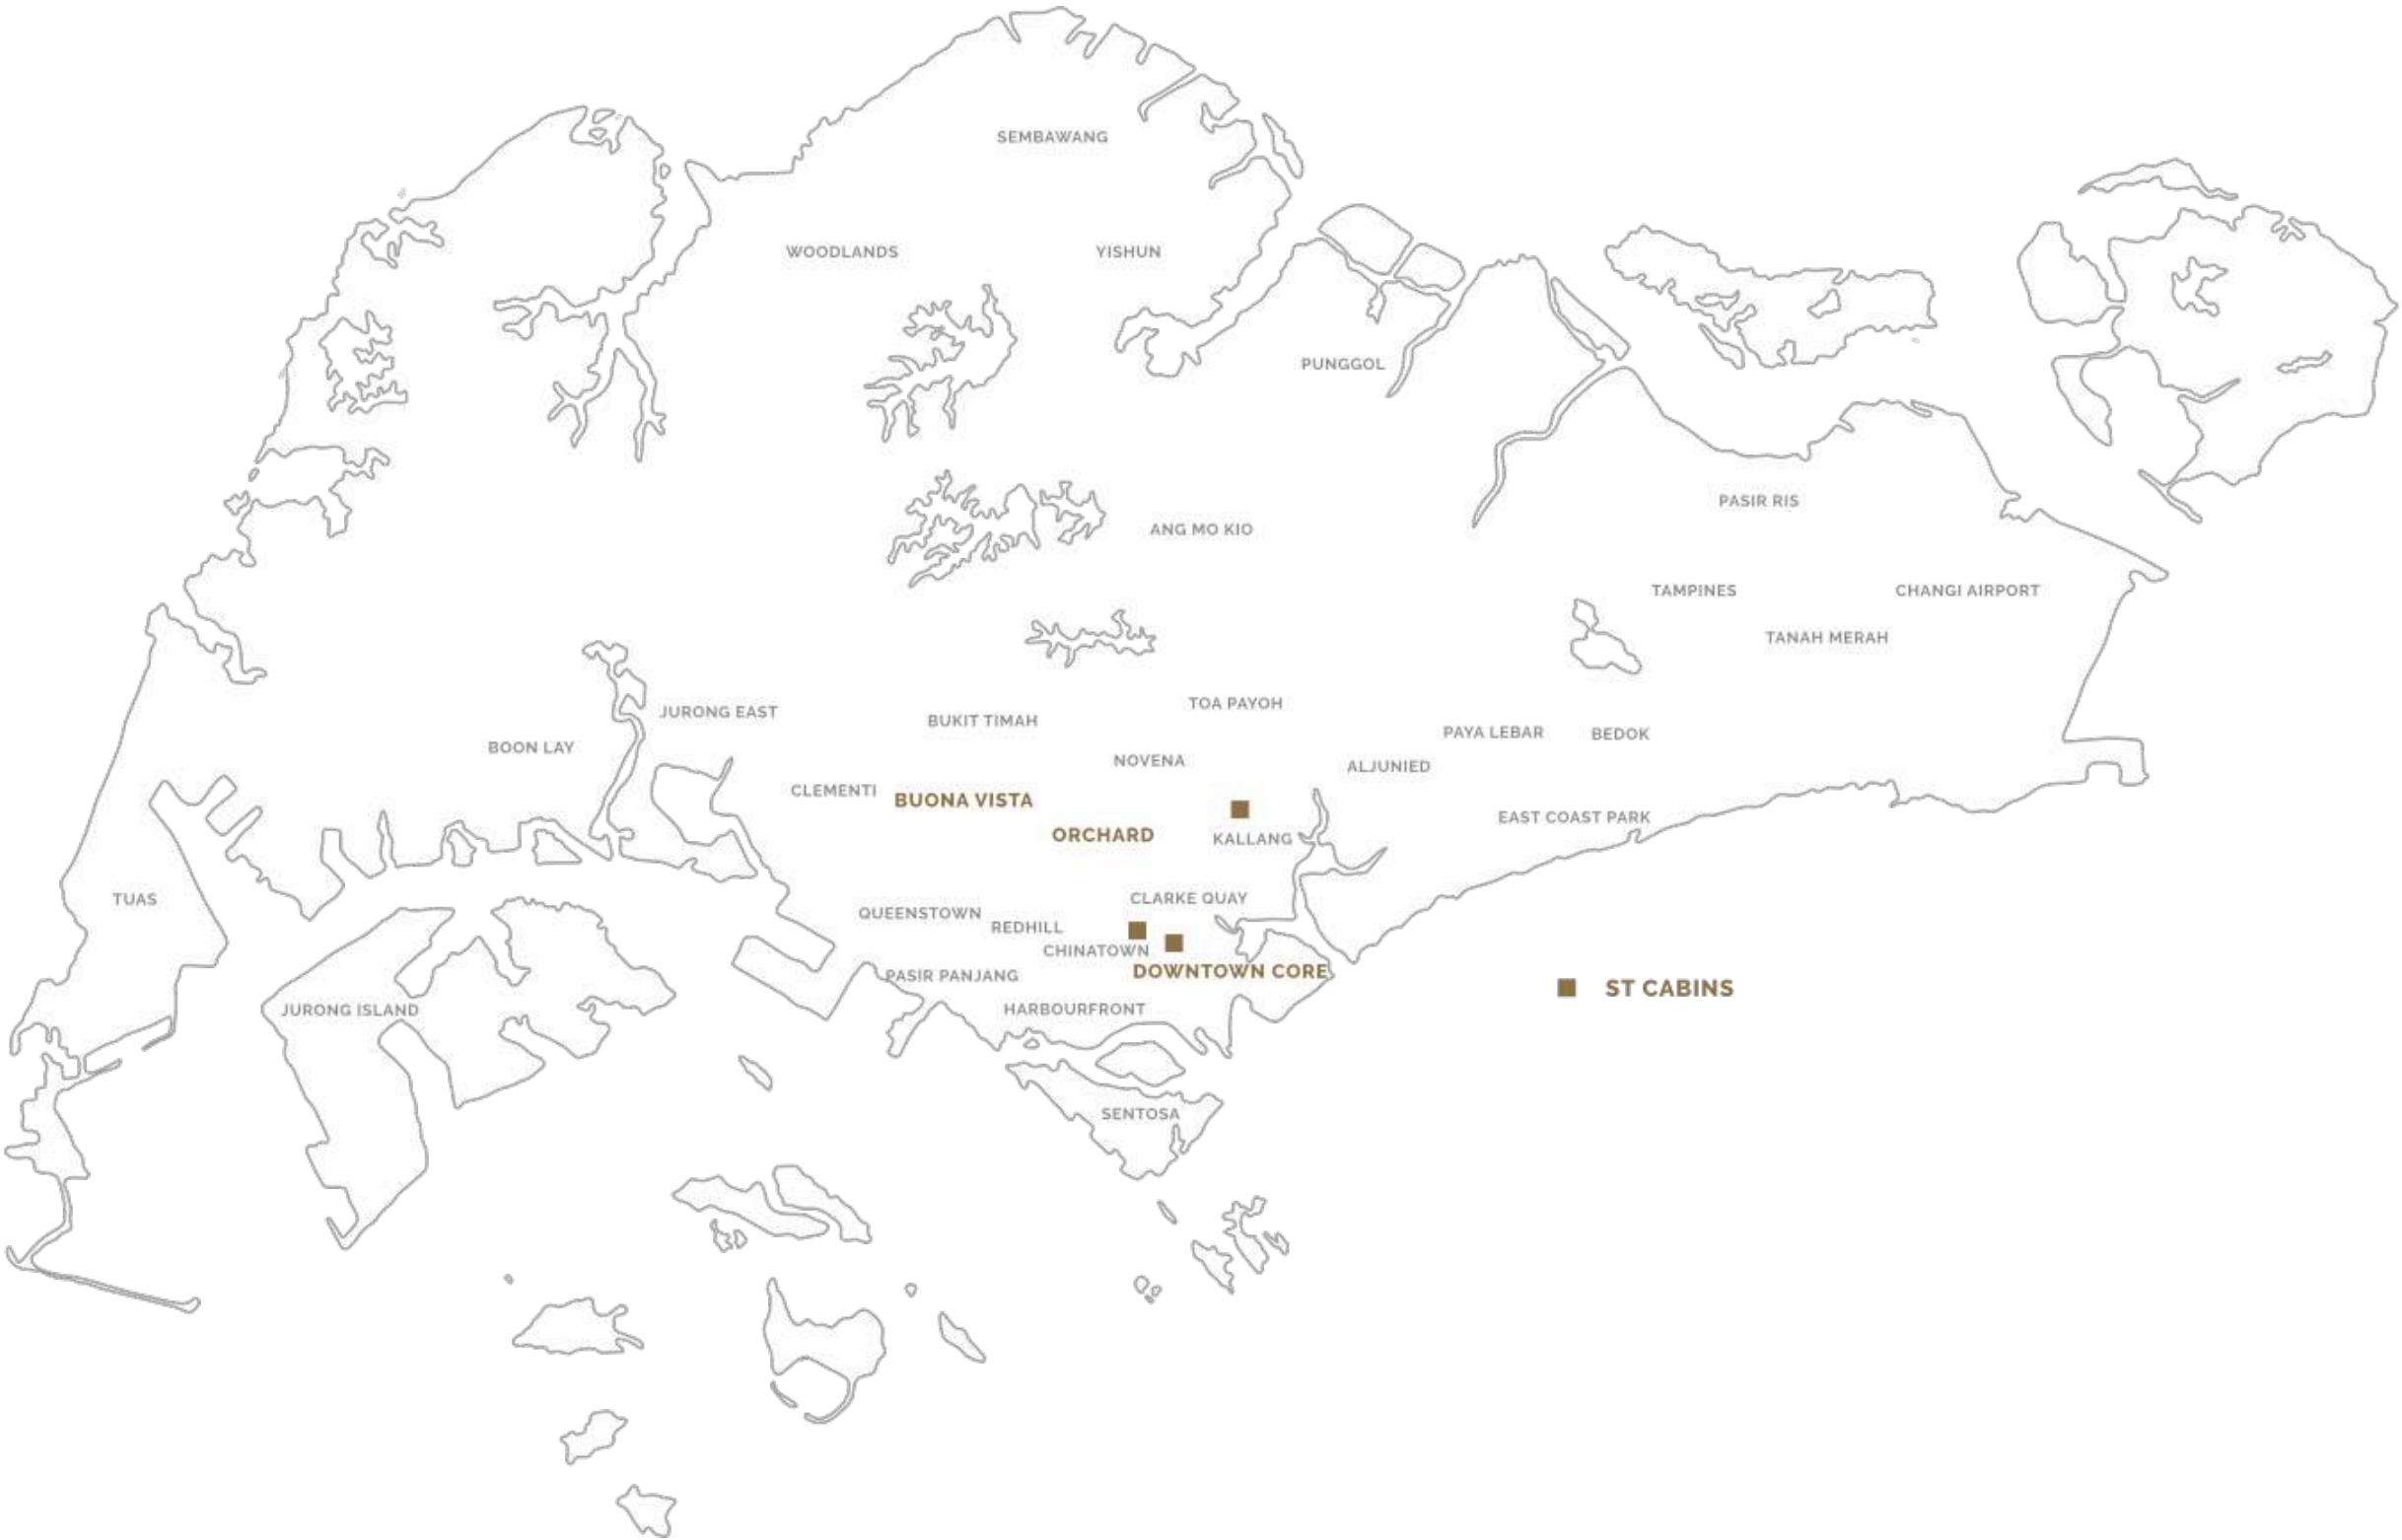 SEMBAWANG
WOODLANDS
YISHUN
PUNGGOL
PASIR RIS
ANG MO KIO
TAMPINES
CHANGI AIRPORT
TANAH MERAH
TOA PAYOH
JURONG EAST
BUKIT TIMAH
PAYA LEBAR
BEDOK
BOON LAY
NOVENA
ALJUNIED
CLEMENTI
BUONA VISTA
EAST COAST PARK
ORCHARD
KALLANG
TUAS
CLARKE QUAY
QUEENSTOWN
REDHILL
CHINATOWN
DOWNTOWN CORE
PASIR PANJANG
ST CABINS
JURONG ISLAND
HARBOURFRONT
SENTOSA